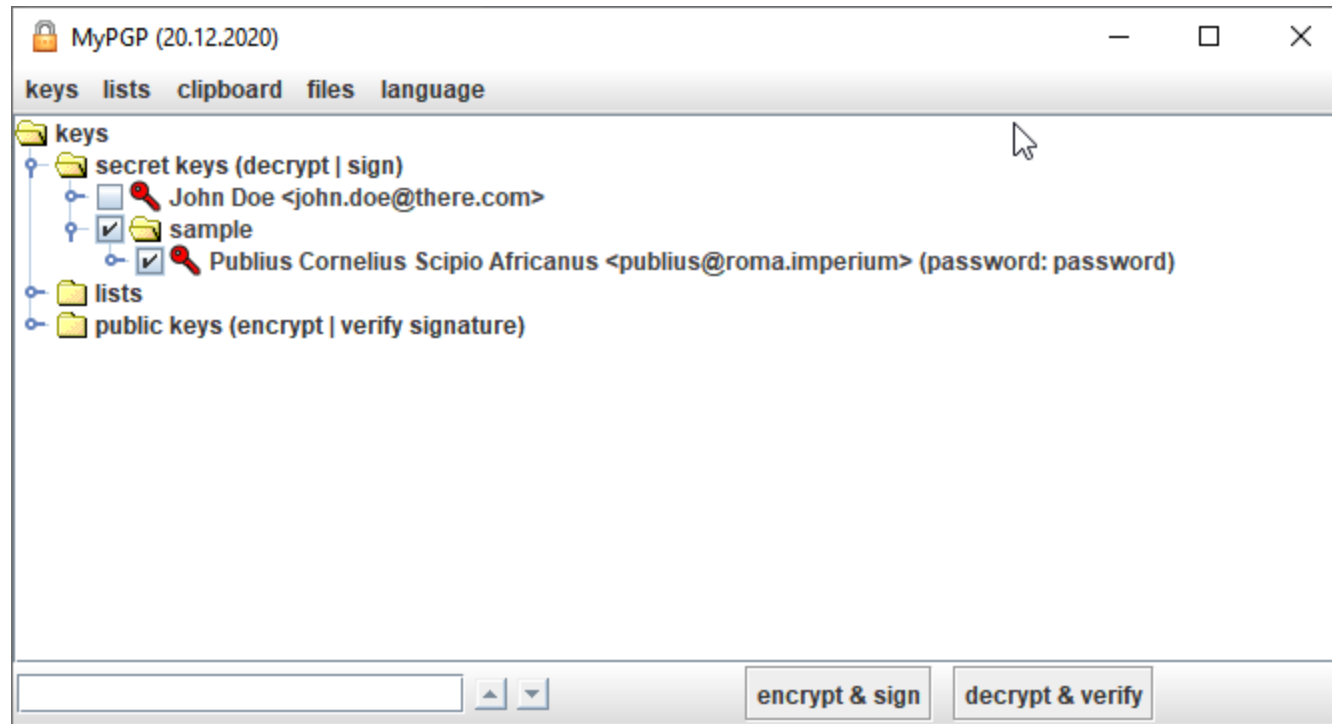 MyPGP (20.12.2020)
keys lists clipboard files language
keys
secret keys (decrypt | sign)
John Doe <john.doe@there.com>
sample
Publius Cornelius Scipio Africanus <publius@roma.imperium> (password: password)
lists
public keys (encrypt | verify signature)
encrypt & sign decrypt & verify